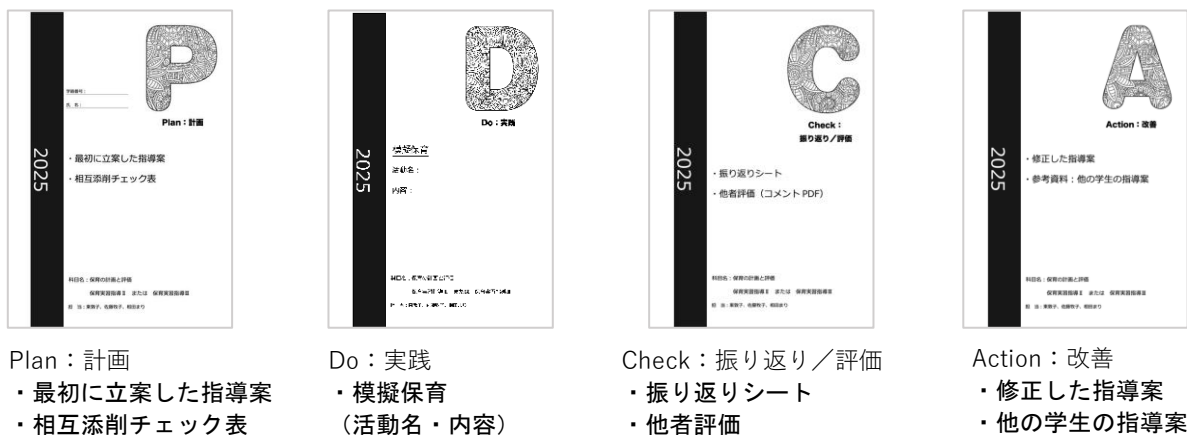 P
Plan：計画
学籍番号：
氏 名：
2025
・最初に立案した指導案
・相互添削チェック表
科目名：保育の計画と評価
保育実習指導Ⅱ または 保育実習指導Ⅲ
D
Do：実践
2025
模擬保育
活動名：
内容：
C
Check：
振り返り／評価
2025
・振り返りシート
・他者評価（コメント PDF）
科目名：保育の計画と評価
保育実習指導Ⅱ または 保育実習指導Ⅲ
A
Action：改善
2025
・修正した指導案
・参考資料：他の学生の指導案
科目名：保育の計画と評価
保育実習指導Ⅱ または 保育実習指導Ⅲ
Plan：計画
・最初に立案した指導案
・相互添削チェック表
Do：実践
・模擬保育
（活動名・内容）
Check：振り返り／評価
・振り返りシート
・他者評価
Action：改善
・修正した指導案
・他の学生の指導案